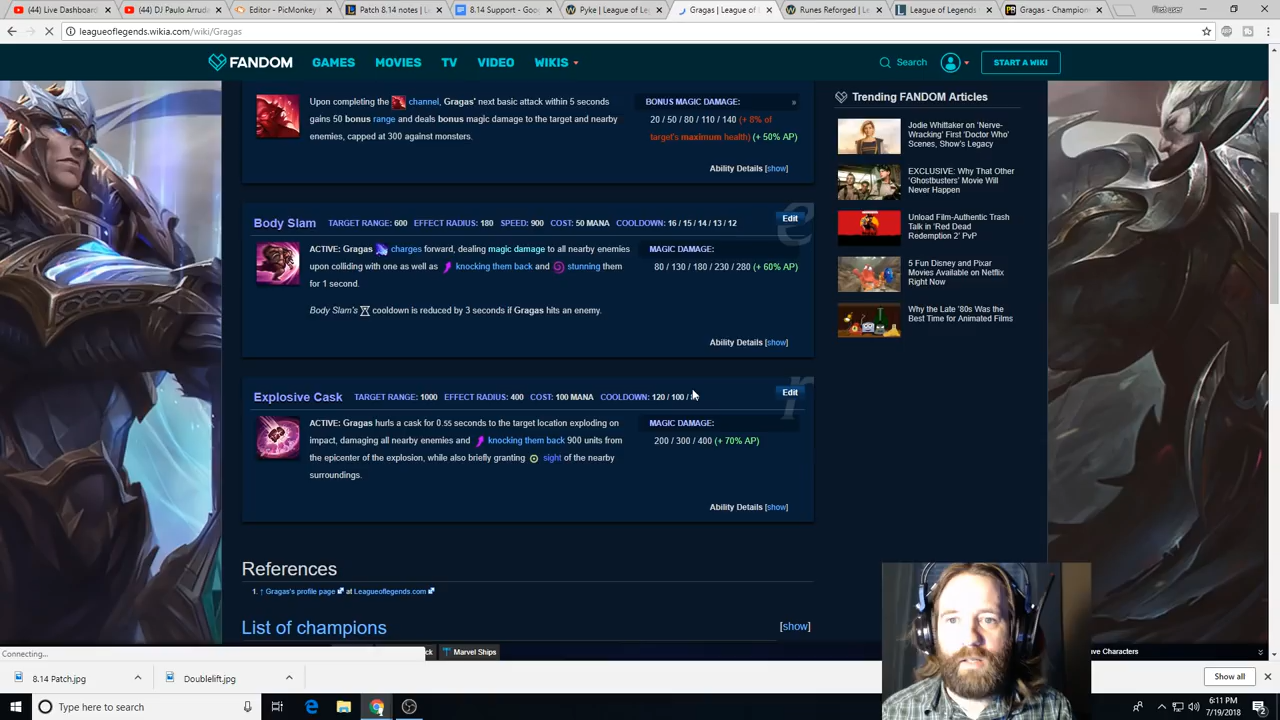 (44) Live Dashboard
(44) DJ Paulo Arruda
Editor - PicMonkey
Patch 8.14 notes | L
8.14 Support - Goog
Pyke | League of Leg
Gragas | League of L
Runes Reforged | Le
League of Legends
Gragas - Champion
leagueoflegends.wikia.com/wiki/Gragas
FANDOM
GAMES
MOVIES
TV
VIDEO
WIKIS
Search
START A WIKI
Upon completing the channel, Gragas' next basic attack within 5 seconds
gains 50 bonus range and deals bonus magic damage to the target and nearby
enemies, capped at 300 against monsters.
BONUS MAGIC DAMAGE: »
20 / 50 / 80 / 110 / 140 (+ 8% of
target's maximum health) (+ 50% AP)
Ability Details [show]
Body Slam TARGET RANGE: 600 EFFECT RADIUS: 180 SPEED: 900 COST: 50 MANA COOLDOWN: 16 / 15 / 14 / 13 / 12
Edit
e
ACTIVE: Gragas charges forward, dealing magic damage to all nearby enemies
upon colliding with one as well as knocking them back and stunning them
for 1 second.
Body Slam's cooldown is reduced by 3 seconds if Gragas hits an enemy.
MAGIC DAMAGE:
80 / 130 / 180 / 230 / 280 (+ 60% AP)
Ability Details [show]
Explosive Cask TARGET RANGE: 1000 EFFECT RADIUS: 400 COST: 100 MANA COOLDOWN: 120 / 100 /
Edit
r
ACTIVE: Gragas hurls a cask for 0.55 seconds to the target location exploding on
impact, damaging all nearby enemies and knocking them back 900 units from
the epicenter of the explosion, while also briefly granting sight of the nearby
surroundings.
MAGIC DAMAGE:
200 / 300 / 400 (+ 70% AP)
Ability Details [show]
References
1. ↑ Gragas's profile page at Leagueoflegends.com
List of champions
[show]
Trending FANDOM Articles
Jodie Whittaker on 'Nerve-
Wracking' First 'Doctor Who'
Scenes, Show's Legacy
EXCLUSIVE: Why That Other
'Ghostbusters' Movie Will
Never Happen
Unload Film-Authentic Trash
Talk in 'Red Dead
Redemption 2' PvP
5 Fun Disney and Pixar
Movies Available on Netflix
Right Now
Why the Late '80s Was the
Best Time for Animated Films
Connecting...
ck
Marvel Ships
ve Characters
8.14 Patch.jpg
Doublelift.jpg
Show all
Type here to search
6:11 PM
7/19/2018
2